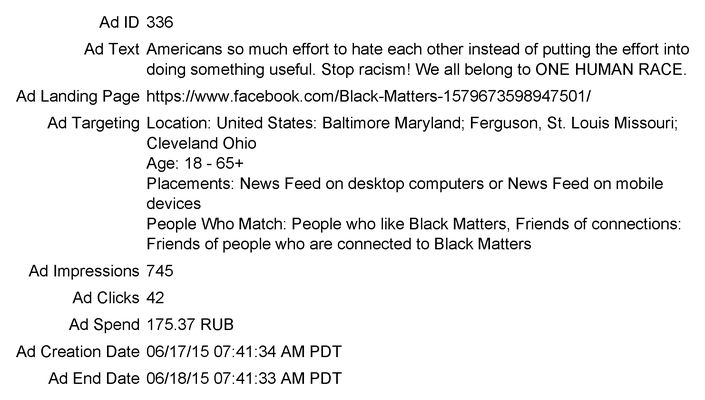 Ad ID 336
Ad Text Americans so much effort to hate each other instead of putting the effort into
doing something useful. Stop racism! We all belong to ONE HUMAN RACE.
Ad Landing Page https://www.facebook.com/Black-Matters-1579673598947501/
Ad Targeting Location: United States: Baltimore Maryland; Ferguson, St. Louis Missouri;
Cleveland Ohio
Age: 18 - 65+
Placements: News Feed on desktop computers or News Feed on mobile
devices
People Who Match: People who like Black Matters, Friends of connections:
Friends of people who are connected to Black Matters
Ad Impressions 745
Ad Clicks 42
Ad Spend 175.37 RUB
Ad Creation Date 06/17/15 07:41:34 AM PDT
Ad End Date 06/18/15 07:41:33 AM PDT